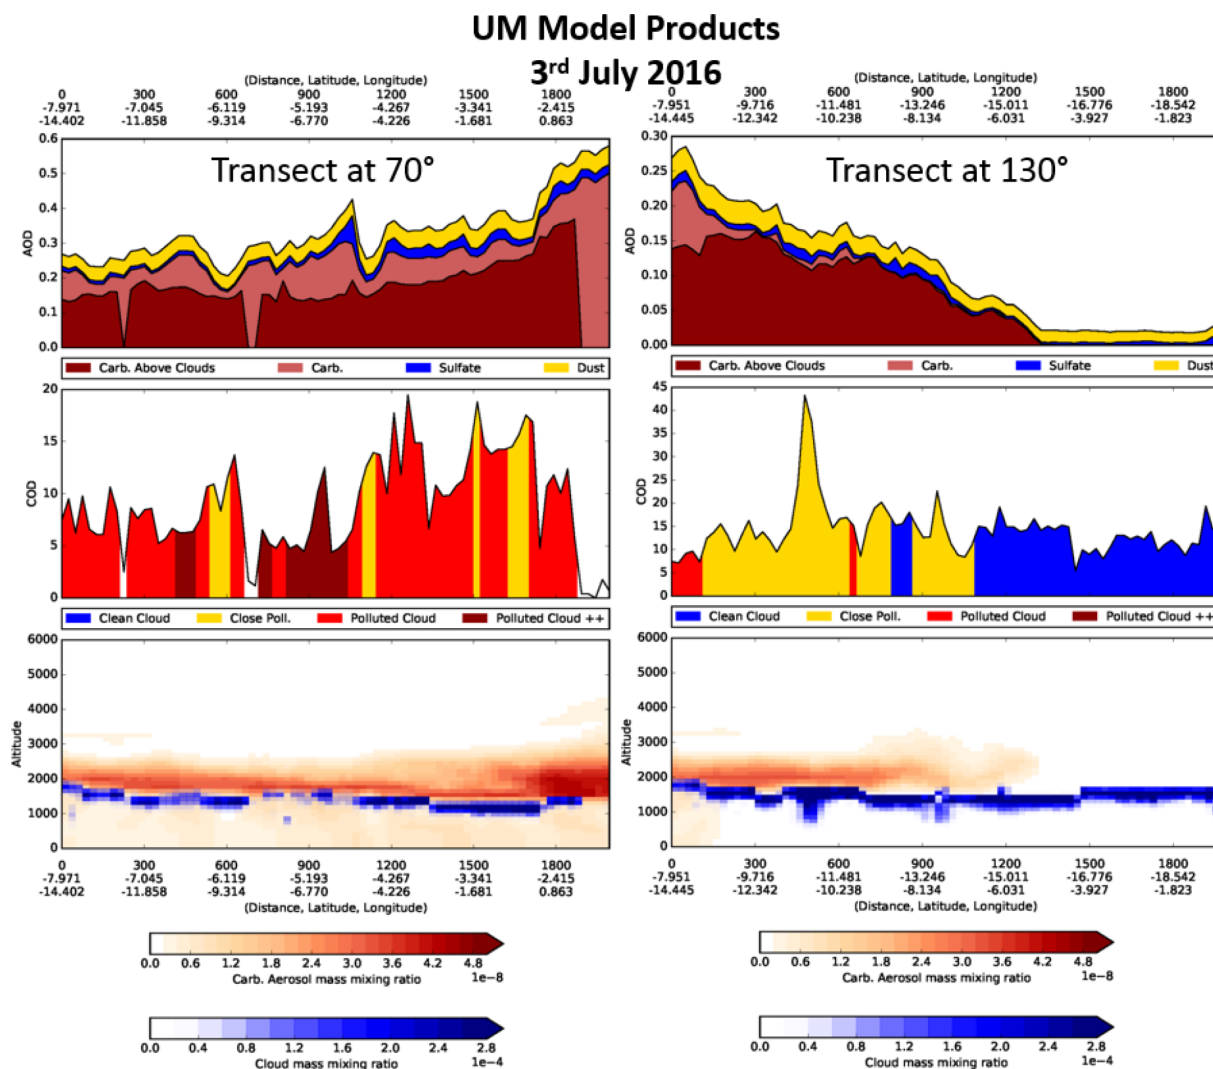 UM Model Products
3rd July 2016
(Distance, Latitude, Longitude)
0 300 600 900 1200 1500 1800
-7.971 -7.045 -6.119 -5.193 -4.267 -3.341 -2.415
-14.402 -11.858 -9.314 -6.770 -4.226 -1.681 0.863
Transect at 70°
AOD
0.6
0.5
0.4
0.3
0.2
0.1
0.0
Carb. Above Clouds Carb. Sulfate Dust
COD
20
15
10
5
0
Clean Cloud Close Poll. Polluted Cloud Polluted Cloud ++
Altitude
6000
5000
4000
3000
2000
1000
0
0 300 600 900 1200 1500 1800
-7.971 -7.045 -6.119 -5.193 -4.267 -3.341 -2.415
-14.402 -11.858 -9.314 -6.770 -4.226 -1.681 0.863
(Distance, Latitude, Longitude)
0.0 0.6 1.2 1.8 2.4 3.0 3.6 4.2 4.8
1e−8
Carb. Aerosol mass mixing ratio
0.0 0.4 0.8 1.2 1.6 2.0 2.4 2.8
1e−4
Cloud mass mixing ratio
(Distance, Latitude, Longitude)
0 300 600 900 1200 1500 1800
-7.951 -9.716 -11.481 -13.246 -15.011 -16.776 -18.542
-14.445 -12.342 -10.238 -8.134 -6.031 -3.927 -1.823
Transect at 130°
AOD
0.30
0.25
0.20
0.15
0.10
0.05
0.00
Carb. Above Clouds Carb. Sulfate Dust
COD
45
40
35
30
25
20
15
10
5
0
Clean Cloud Close Poll. Polluted Cloud Polluted Cloud ++
Altitude
6000
5000
4000
3000
2000
1000
0
0 300 600 900 1200 1500 1800
-7.951 -9.716 -11.481 -13.246 -15.011 -16.776 -18.542
-14.445 -12.342 -10.238 -8.134 -6.031 -3.927 -1.823
(Distance, Latitude, Longitude)
0.0 0.6 1.2 1.8 2.4 3.0 3.6 4.2 4.8
1e−8
Carb. Aerosol mass mixing ratio
0.0 0.4 0.8 1.2 1.6 2.0 2.4 2.8
1e−4
Cloud mass mixing ratio